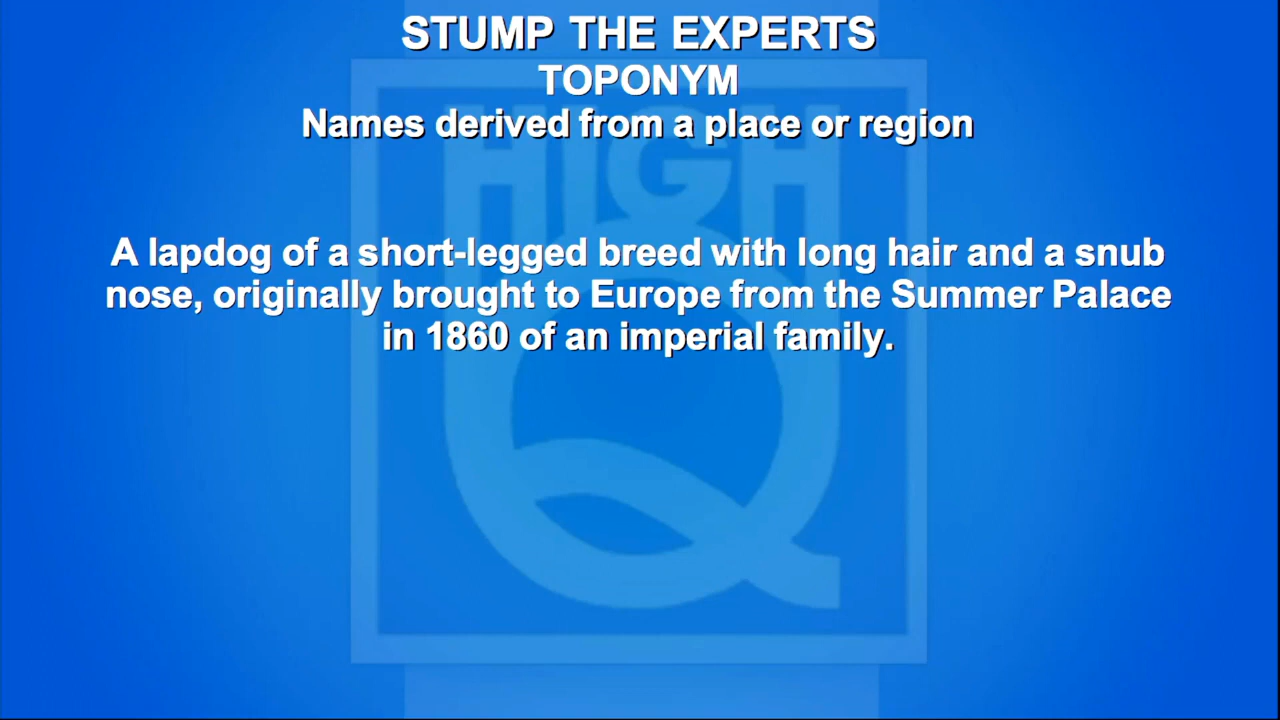 STUMP THE EXPERTS
TOPONYM
Names derived from a place or region
HIGH
Q
A lapdog of a short-legged breed with long hair and a snub
nose, originally brought to Europe from the Summer Palace
in 1860 of an imperial family.